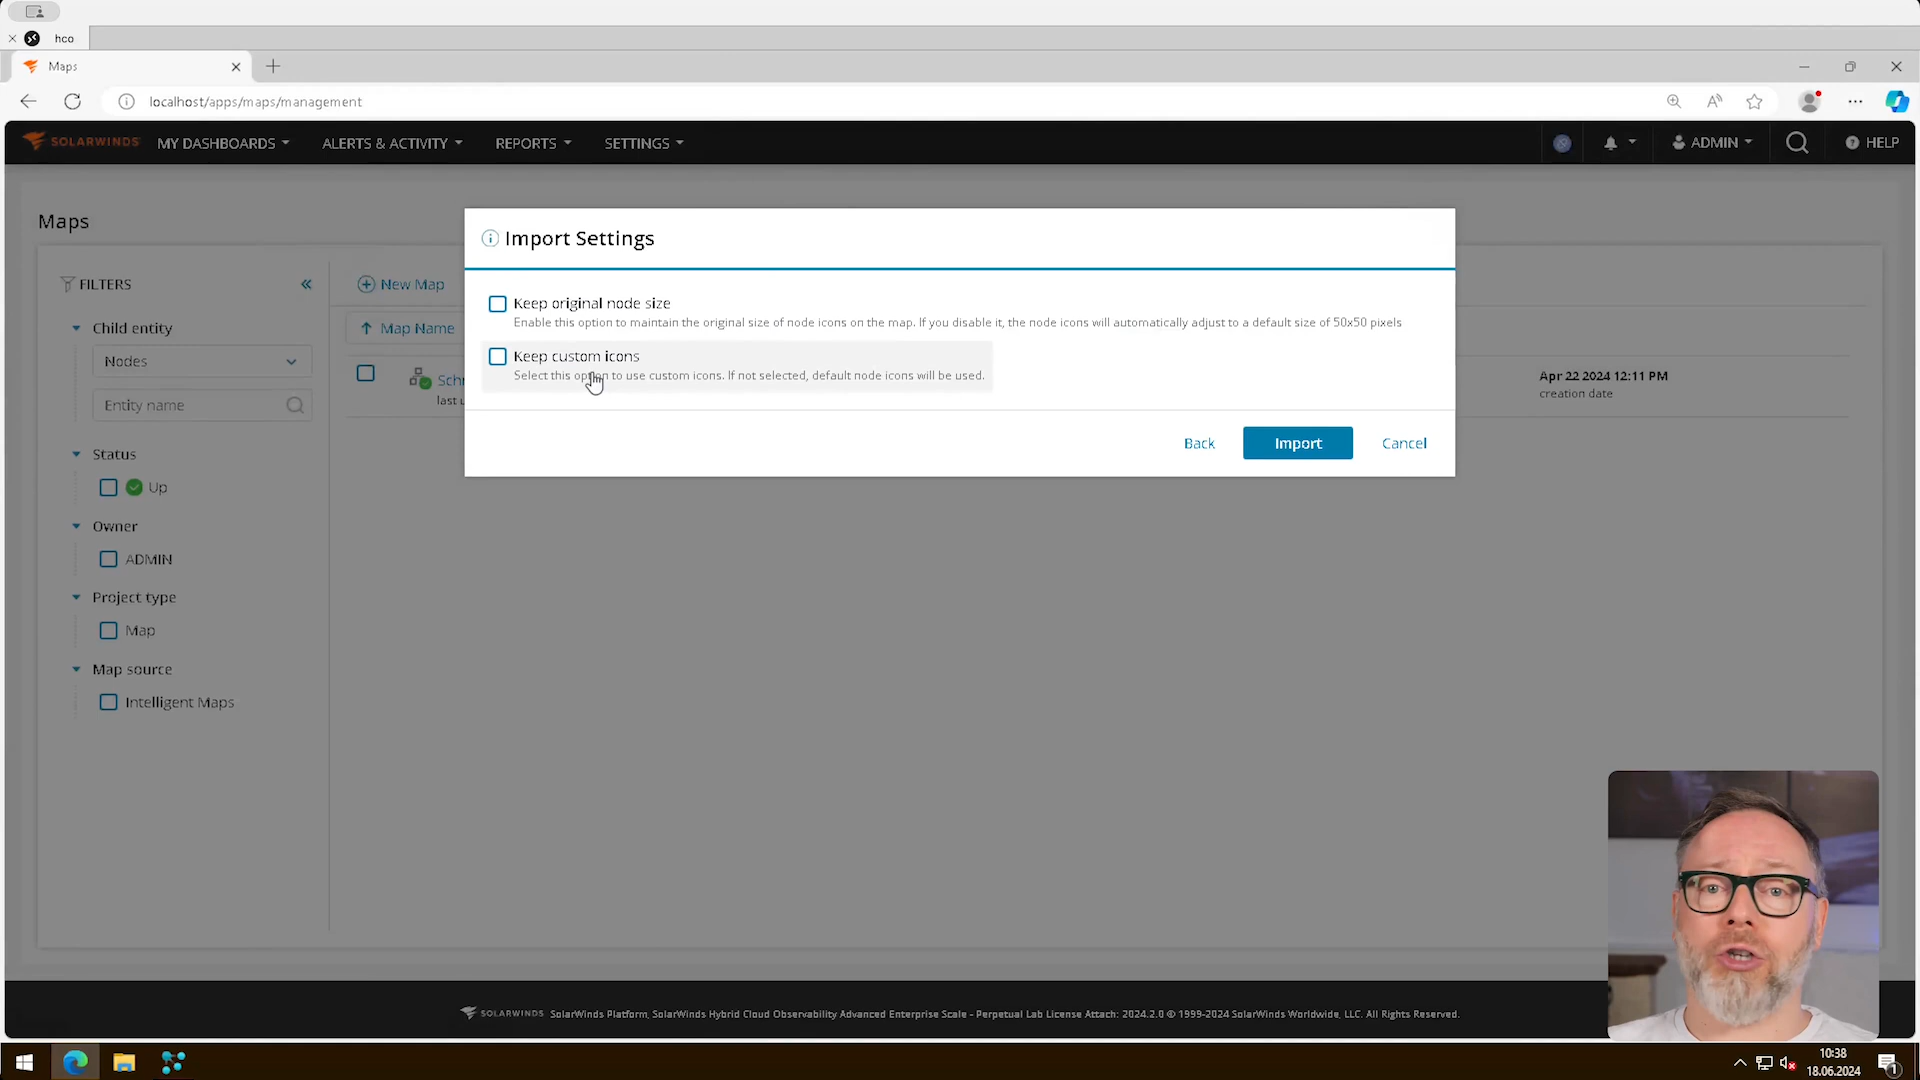 hco
Maps
localhost/apps/maps/management
SOLARWINDS MY DASHBOARDS ALERTS & ACTIVITY REPORTS SETTINGS ADMIN HELP
Maps
Import Settings
Keep original node size
Enable this option to maintain the original size of node icons on the map. If you disable it, the node icons will automatically adjust to a default size of 50x50 pixels
Keep custom icons
Select this option to use custom icons. If not selected, default node icons will be used.
Back Import Cancel
FILTERS
Child entity
Nodes
Entity name
Status
Up
Owner
ADMIN
Project type
Map
Map source
Intelligent Maps
New Map
Map Name
Apr 22 2024 12:11 PM
creation date
SOLARWINDS SolarWinds Platform, SolarWinds Hybrid Cloud Observability Advanced Enterprise Scale - Perpetual Lab License Attach: 2024.2.0 © 1999-2024 SolarWinds Worldwide, LLC. All Rights Reserved.
10:38
18.06.2024
1